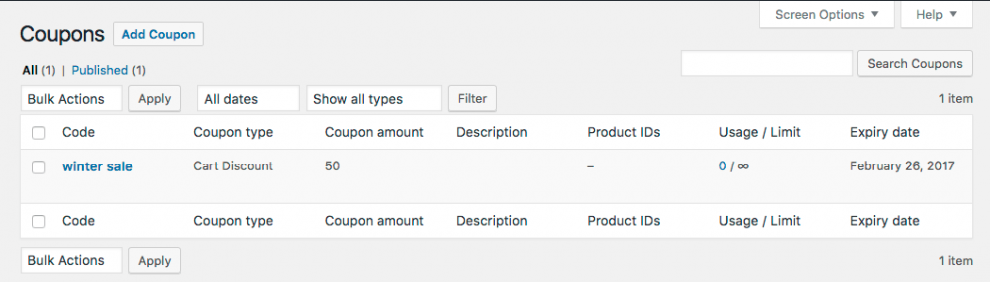 Screen Options ▼ Help ▼
Coupons Add Coupon
All (1) | Published (1)
Search Coupons
Bulk Actions Apply All dates Show all types Filter 1 item
Code Coupon type Coupon amount Description Product IDs Usage / Limit Expiry date
winter sale Cart Discount 50 – 0 / ∞ February 26, 2017
Code Coupon type Coupon amount Description Product IDs Usage / Limit Expiry date
Bulk Actions Apply 1 item